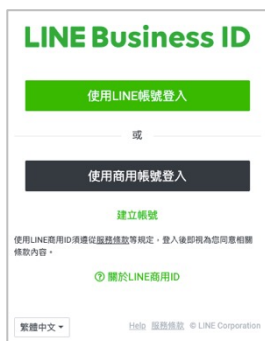 LINE Business ID
使用LINE帳號登入
或
使用商用帳號登入
建立帳號
使用LINE商用ID須遵從服務條款等規定，登入後即視為您同意相關
條款內容。
? 關於LINE商用ID
繁體中文
Help 服務條款 © LINE Corporation